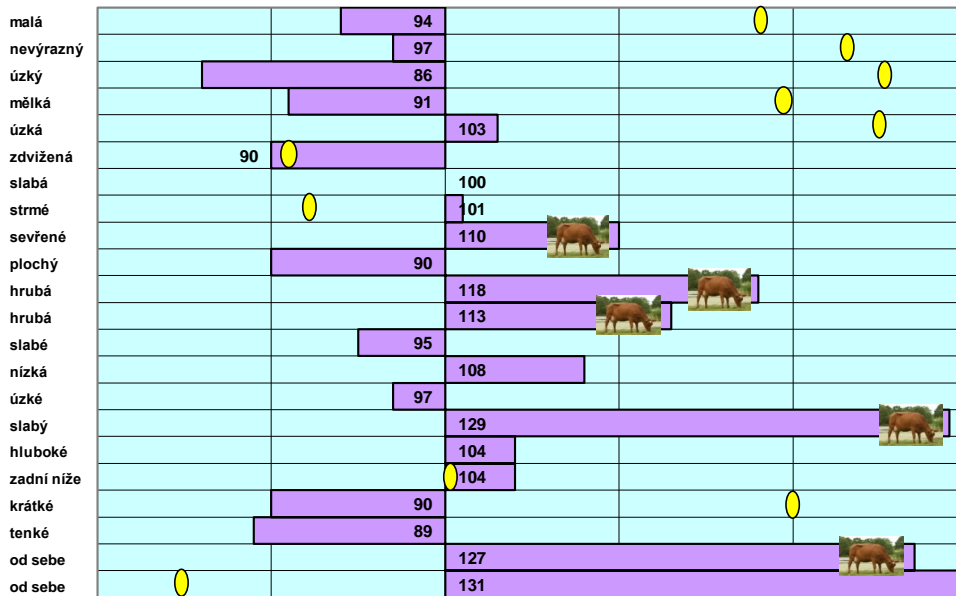 malá 94
nevýrazný 97
úzký 86
mělká 91
úzká 103
zdvižená 90
slabá 100
strmé 101
sevřené 110
plochý 90
hrubá 118
hrubá 113
slabé 95
nízká 108
úzké 97
slabý 129
hluboké 104
zadní níže 104
krátké 90
tenké 89
od sebe 127
od sebe 131